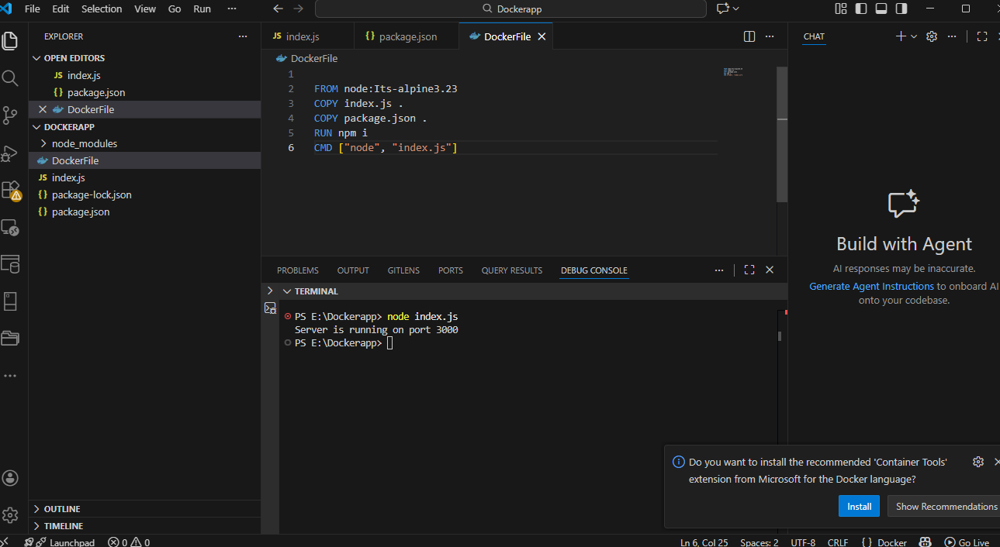 File Edit Selection View Go Run ··· Dockerapp
EXPLORER
OPEN EDITORS
JS index.js
{} package.json
DockerFile
DOCKERAPP
node_modules
DockerFile
JS index.js
{} package-lock.json
{} package.json
OUTLINE
TIMELINE
JS index.js {} package.json DockerFile
DockerFile
1
2 FROM node:Its-alpine3.23
3 COPY index.js .
4 COPY package.json .
5 RUN npm i
6 CMD ["node", "index.js"]
PROBLEMS OUTPUT GITLENS PORTS QUERY RESULTS DEBUG CONSOLE
TERMINAL
PS E:\Dockerapp> node index.js
Server is running on port 3000
PS E:\Dockerapp>
CHAT
Build with Agent
AI responses may be inaccurate.
Generate Agent Instructions to onboard AI
onto your codebase.
Do you want to install the recommended 'Container Tools'
extension from Microsoft for the Docker language?
Install Show Recommendations
Launchpad 0 0 Ln 6, Col 25 Spaces: 2 UTF-8 CRLF {} Docker Go Live